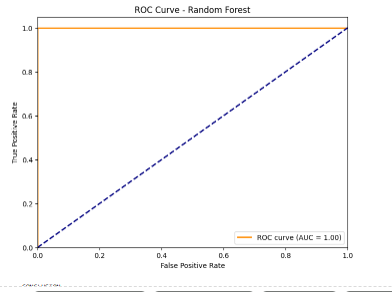 ROC Curve - Random Forest
1.0
0.8
0.6
0.4
0.2
0.0
True Positive Rate
ROC curve (AUC = 1.00)
0.0 0.2 0.4 0.6 0.8 1.0
False Positive Rate